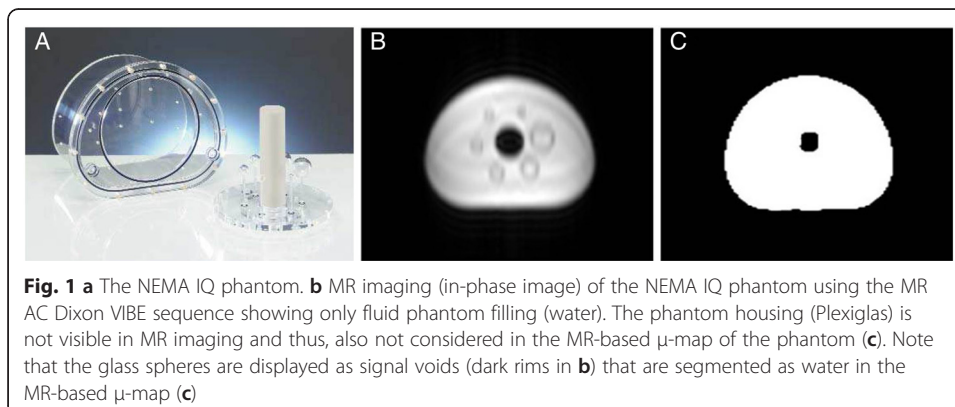 A
B
C
Fig. 1 a The NEMA IQ phantom. b MR imaging (in-phase image) of the NEMA IQ phantom using the MR
AC Dixon VIBE sequence showing only fluid phantom filling (water). The phantom housing (Plexiglas) is
not visible in MR imaging and thus, also not considered in the MR-based μ-map of the phantom (c). Note
that the glass spheres are displayed as signal voids (dark rims in b) that are segmented as water in the
MR-based μ-map (c)